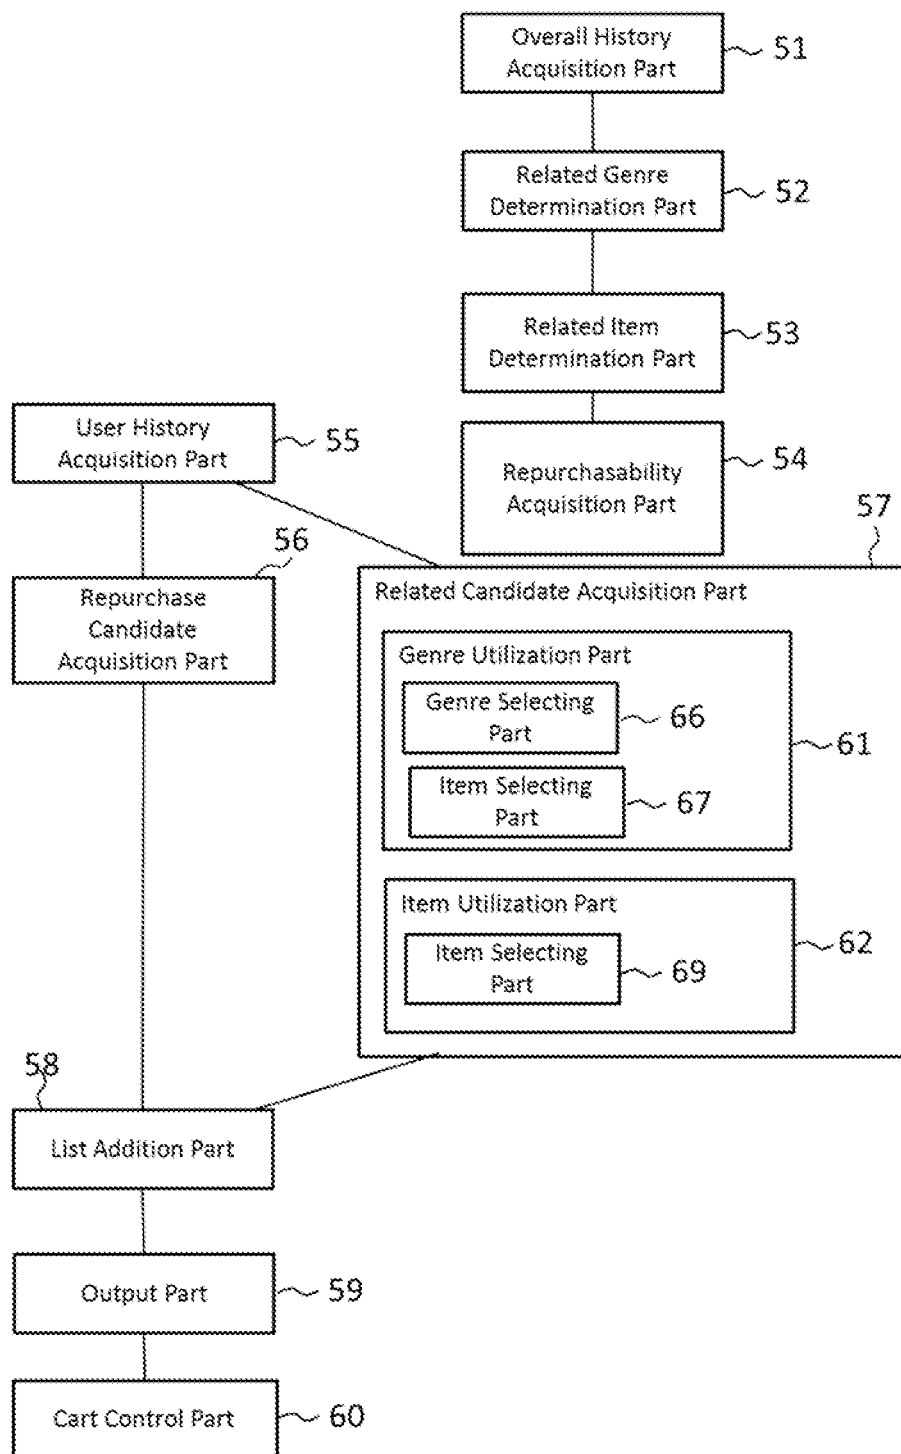 Overall History
Acquisition Part
51
Related Genre
Determination Part
52
Related Item
Determination Part
53
User History
Acquisition Part
55
Repurchasability
Acquisition Part
54
57
56
Repurchase
Candidate
Acquisition Part
Related Candidate Acquisition Part
Genre Utilization Part
Genre Selecting
Part
66
61
Item Selecting
Part
67
Item Utilization Part
Item Selecting
Part
69
62
58
List Addition Part
Output Part
59
Cart Control Part
60